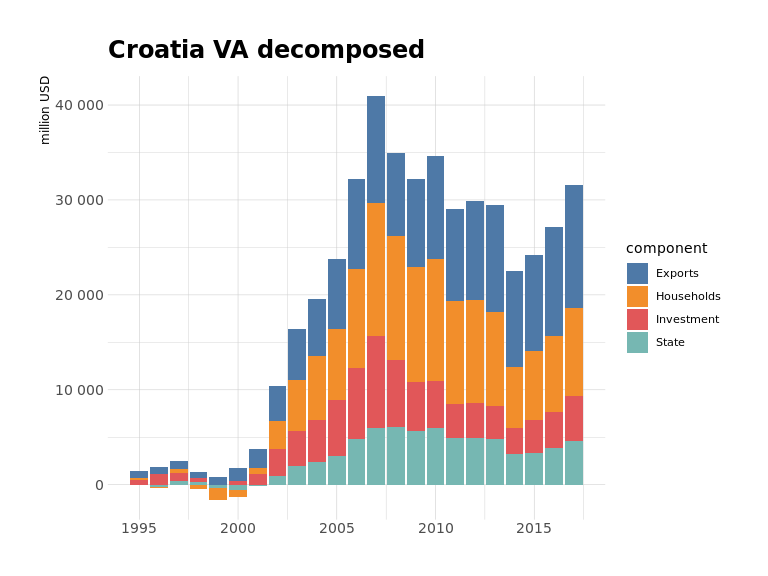 Croatia VA decomposed
million USD
40 000
30 000
20 000
10 000
0
1995
2000
2005
2010
2015
component
Exports
Households
Investment
State